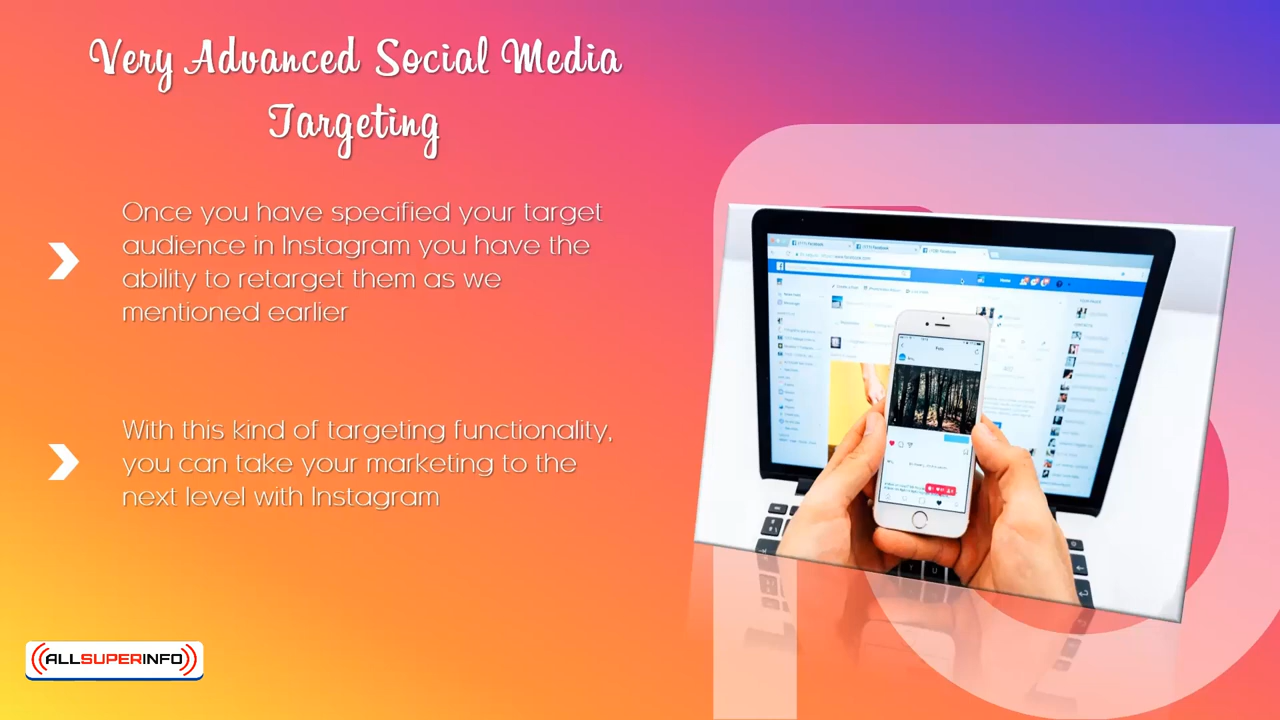 Very Advanced Social Media
Targeting
Once you have specified your target
audience in Instagram you have the
ability to retarget them as we
mentioned earlier
With this kind of targeting functionality,
you can take your marketing to the
next level with Instagram
ALLSUPERINFO